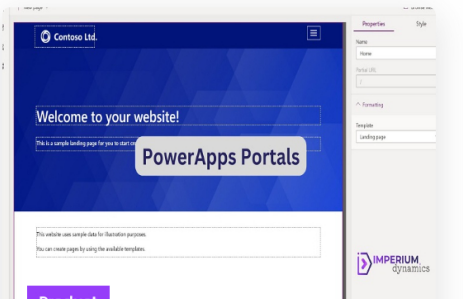 Contoso Ltd.
Properties
Style
Name
Home
Partial URL
/
Formatting
Template
Landing page
Welcome to your website!
This is a sample landing page for you to start
PowerApps Portals
This website uses sample data for illustration purposes.
You can create pages by using the available templates.
IMPERIUM
dynamics